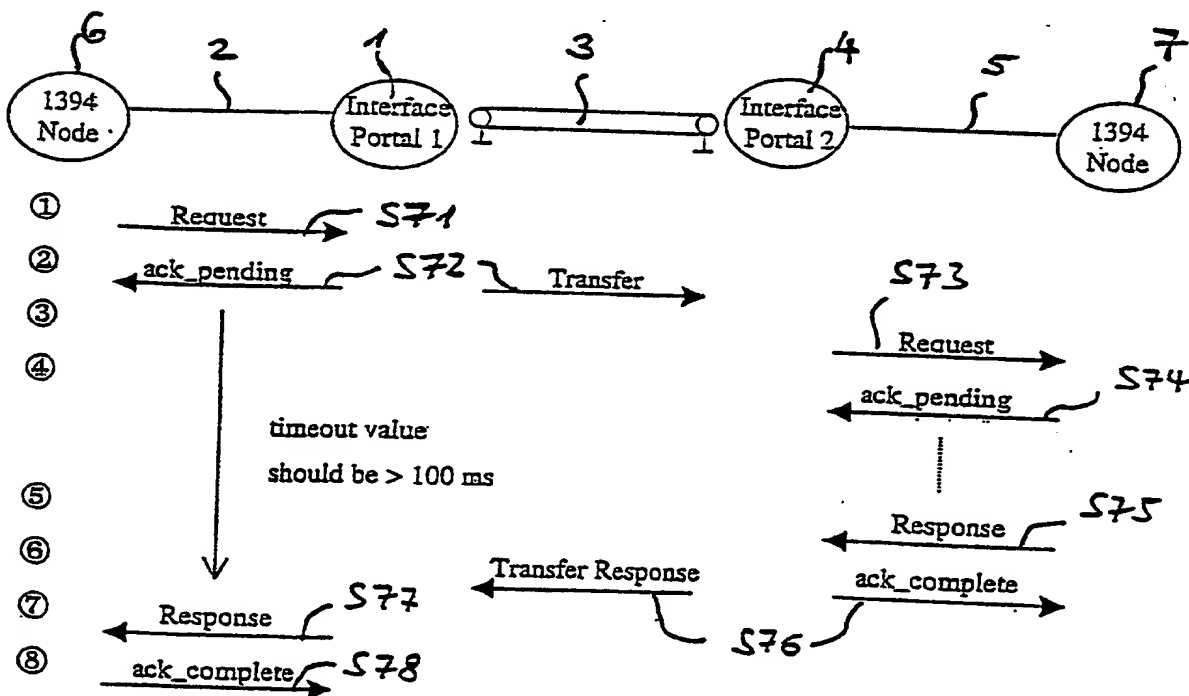 6 2 1 3 4 5 7
1394 Node
Interface Portal 1
Interface Portal 2
1394 Node
① Request S71
② ack_pending S72 Transfer
③ S73
Request
④ ack_pending S74
timeout value
should be > 100 ms
⑤ Response S75
⑥ Transfer Response ack_complete
⑦ Response S77 S76
⑧ ack_complete S78